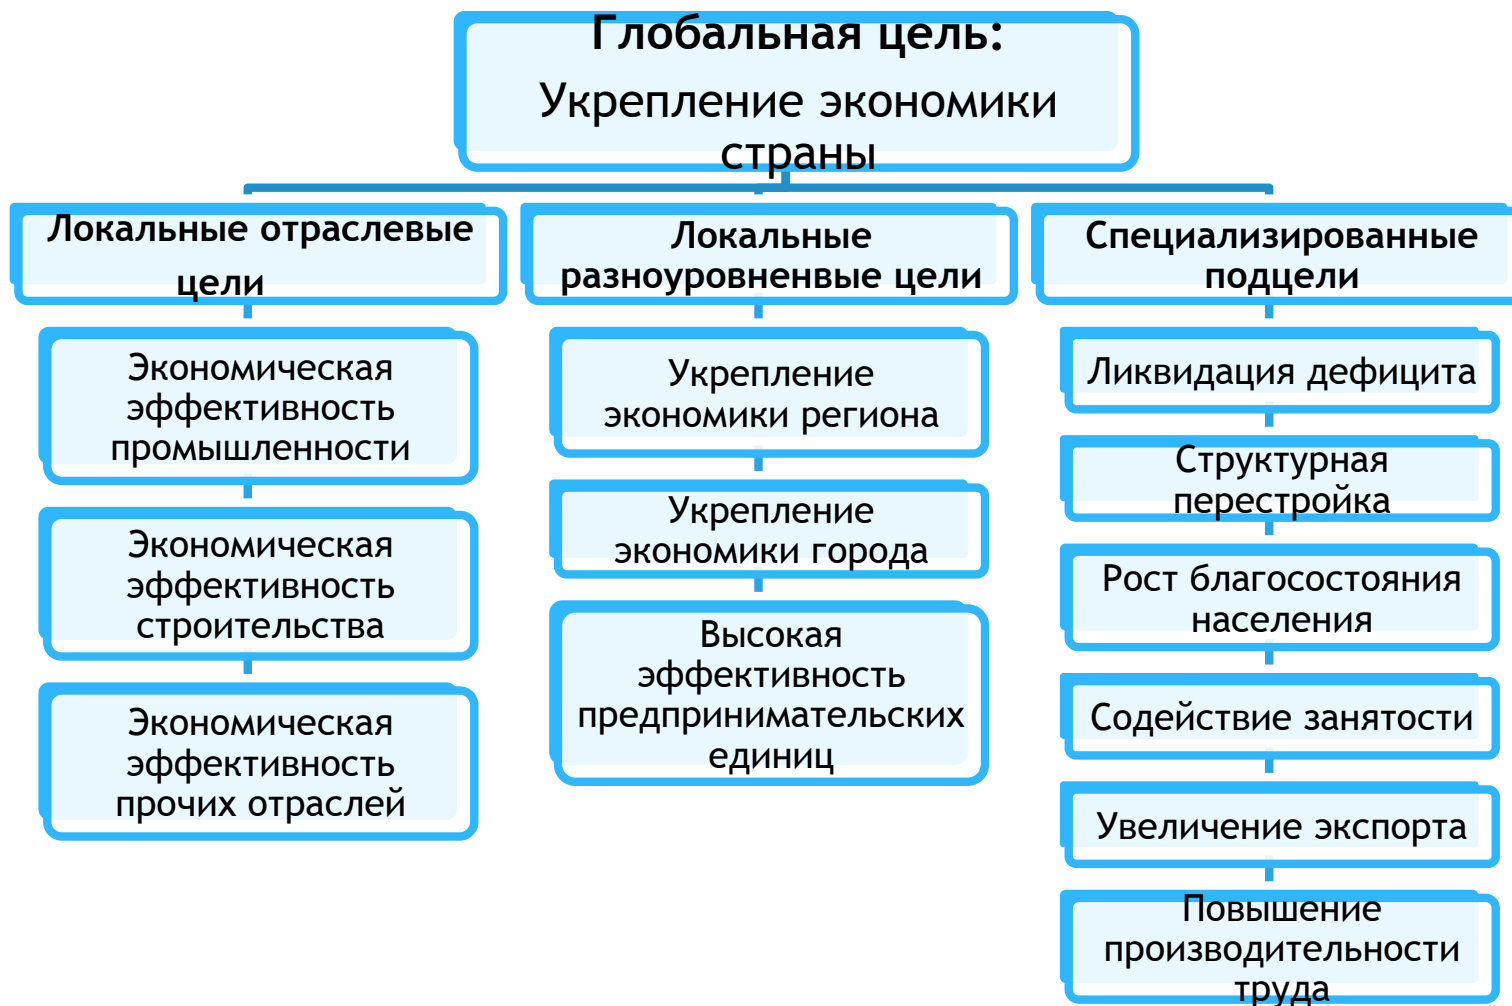 Глобальная цель:
Укрепление экономики
страны
Локальные отраслевые
цели
Экономическая
эффективность
промышленности
Экономическая
эффективность
строительства
Экономическая
эффективность
прочих отраслей
Локальные
разноуровненвые цели
Укрепление
экономики региона
Укрепление
экономики города
Высокая
эффективность
предпринимательских
единиц
Специализированные
подцели
Ликвидация дефицита
Структурная
перестройка
Рост благосостояния
населения
Содействие занятости
Увеличение экспорта
Повышение
производительности
труда